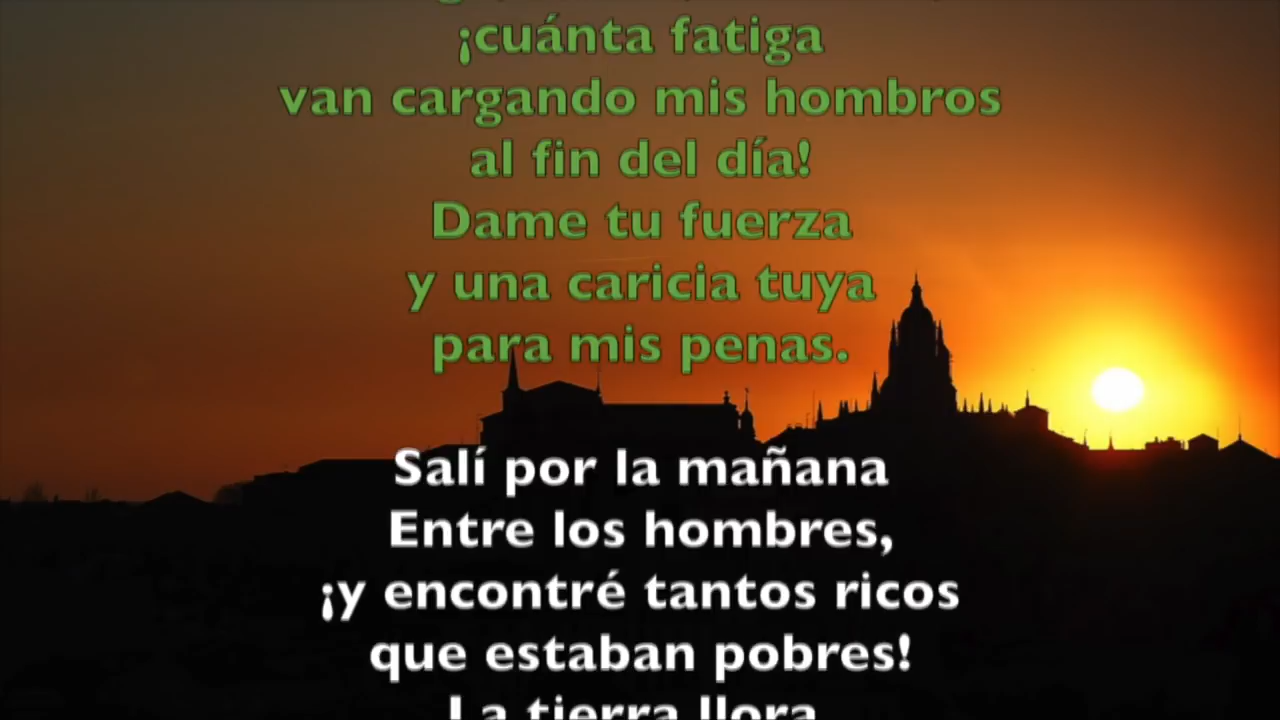 ¡cuánta fatiga
van cargando mis hombros
al fin del día!
Dame tu fuerza
y una caricia tuya
para mis penas.
Salí por la mañana
Entre los hombres,
¡y encontré tantos ricos
que estaban pobres!
La tierra llora